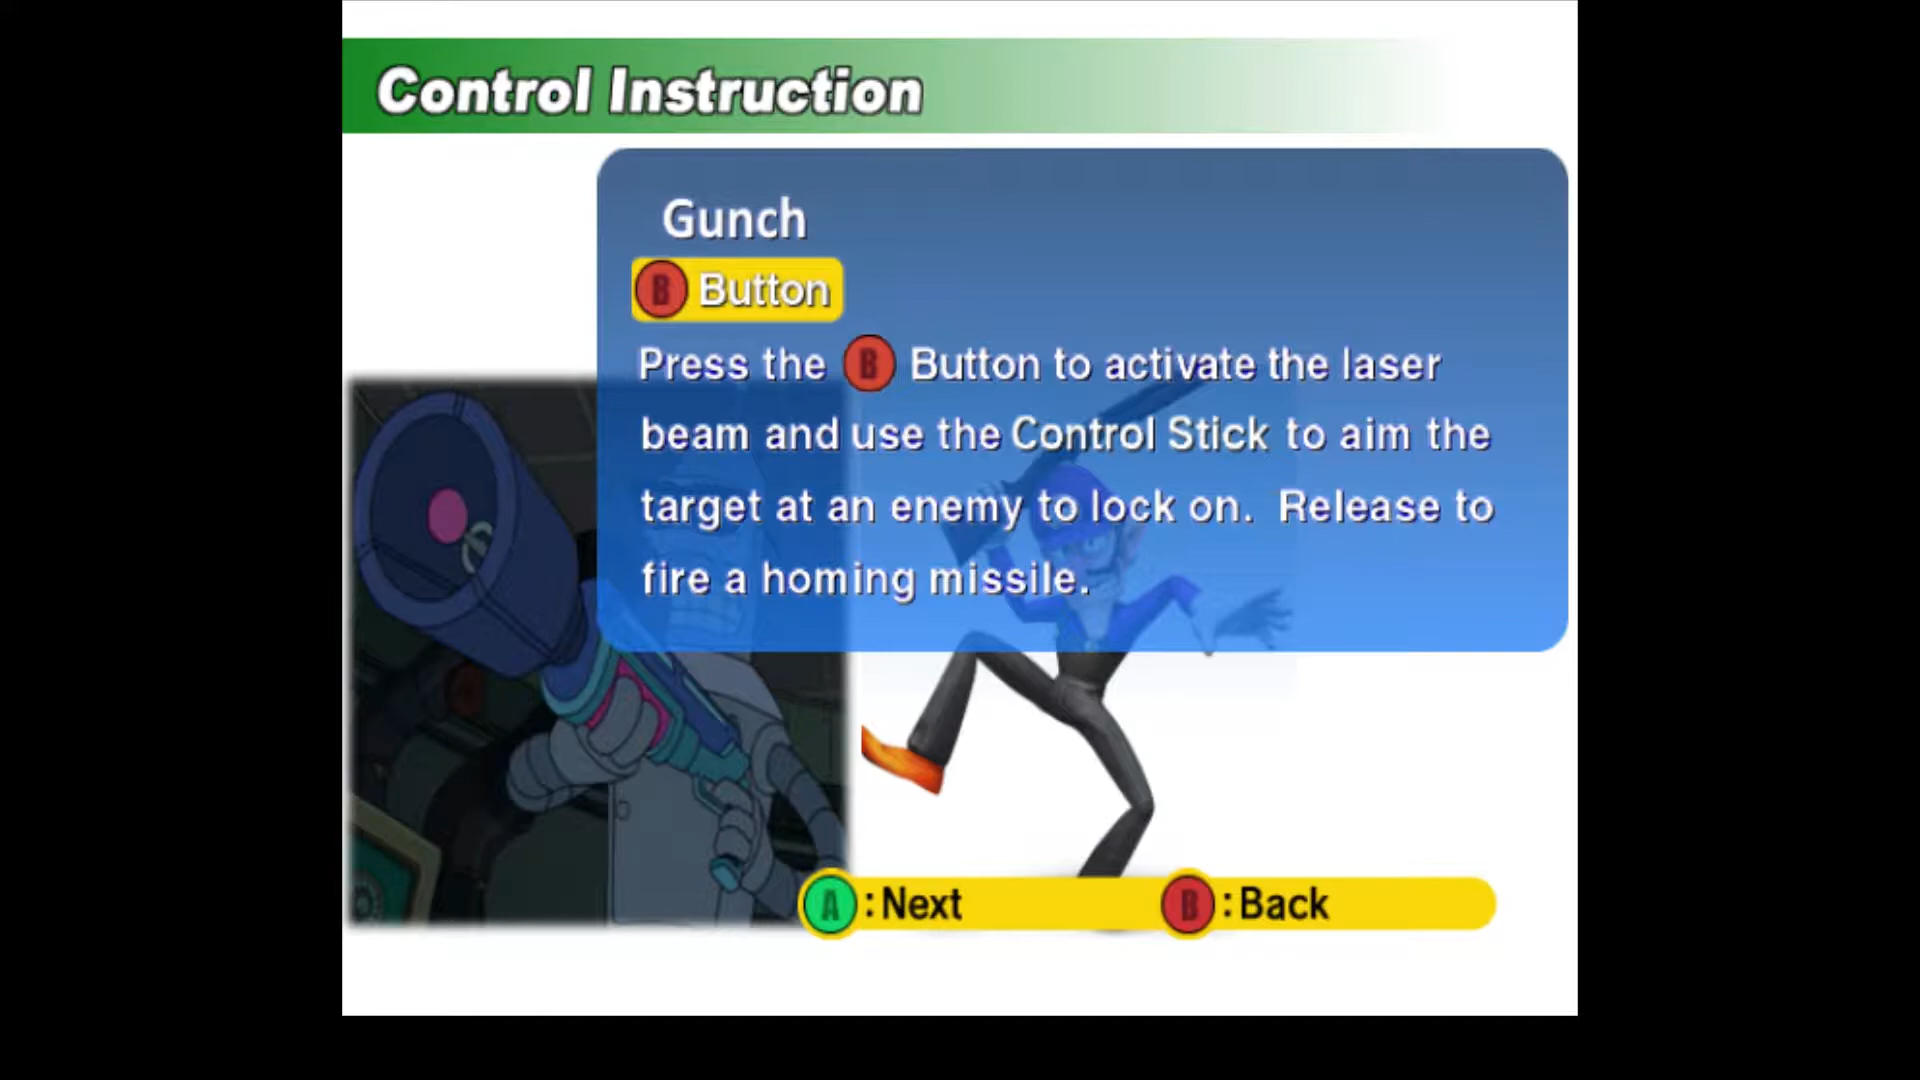 Control Instruction
Gunch
B Button
Press the B Button to activate the laser
beam and use the Control Stick to aim the
target at an enemy to lock on. Release to
fire a homing missile.
A :Next B :Back